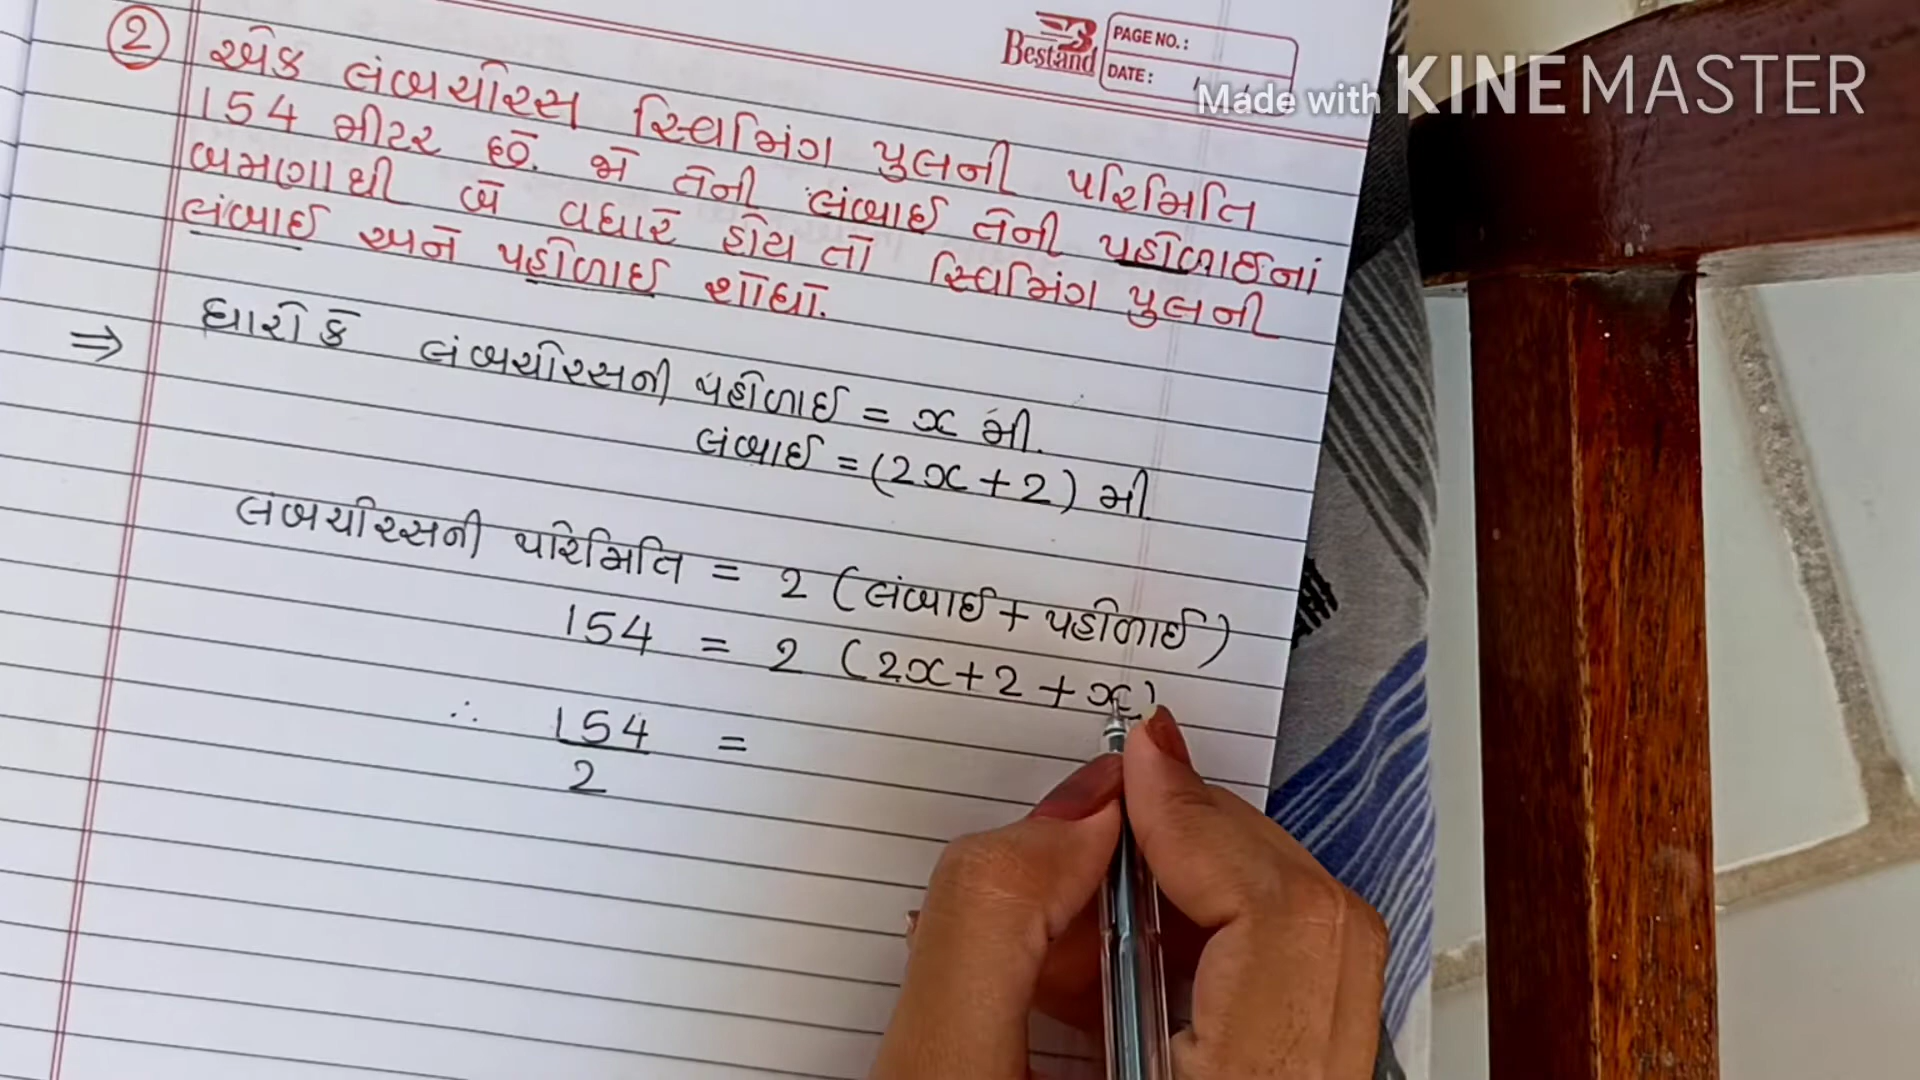 Bestand
PAGE NO.:
DATE:
Made with KINEMASTER
2 એક લંબચોરસ સ્વિમિંગ પુલની પરિમિતિ
154 મીટર છે. જો તેની લંબાઈ તેની પહોળાઈનાં
બમણાથી બે વધારે હોય તો સ્વિમિંગ પુલની
લંબાઈ અને પહોળાઈ શોધો.
⇒ ધારો કે લંબચોરસની પહોળાઈ = x મી.
લંબાઈ = (2x + 2) મી
લંબચોરસની પરિમિતિ = 2 (લંબાઈ + પહોળાઈ)
154 = 2 (2x + 2 + x)
∴ 154 =
2